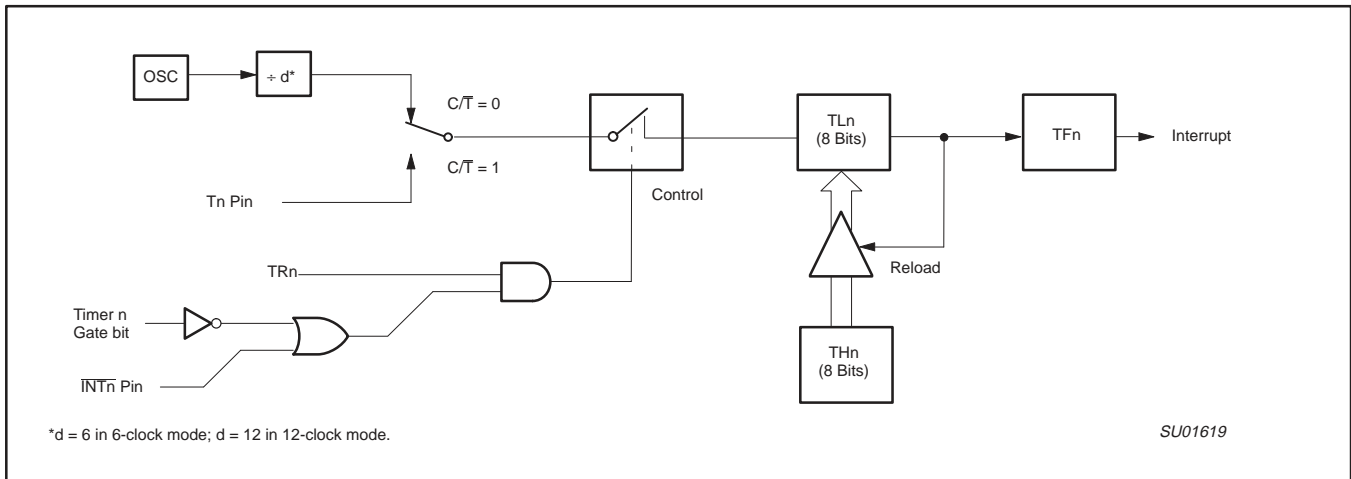 OSC
÷ d*
C/T̅ = 0
C/T̅ = 1
Tn Pin
Control
TLn
(8 Bits)
TFn
Interrupt
Reload
TRn
Timer n
Gate bit
I̅N̅T̅n̅ Pin
THn
(8 Bits)
*d = 6 in 6-clock mode; d = 12 in 12-clock mode.
SU01619